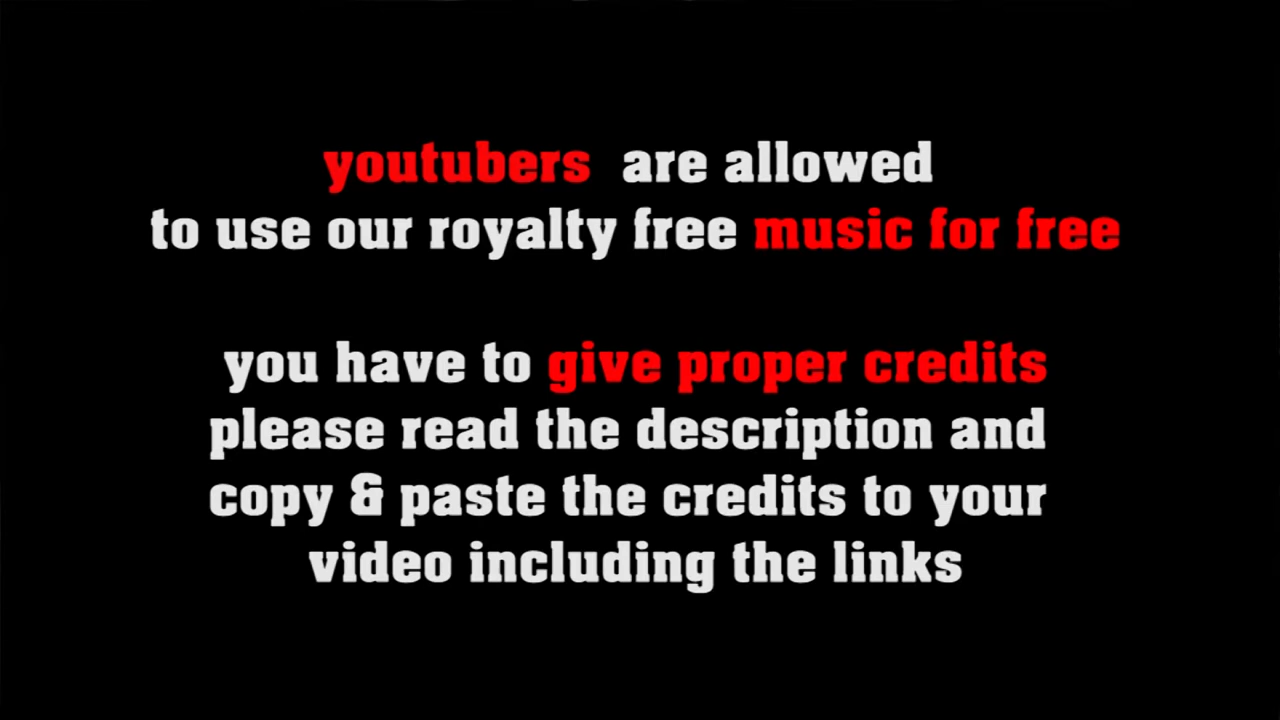 youtubers are allowed
to use our royalty free music for free
you have to give proper credits
please read the description and
copy & paste the credits to your
video including the links